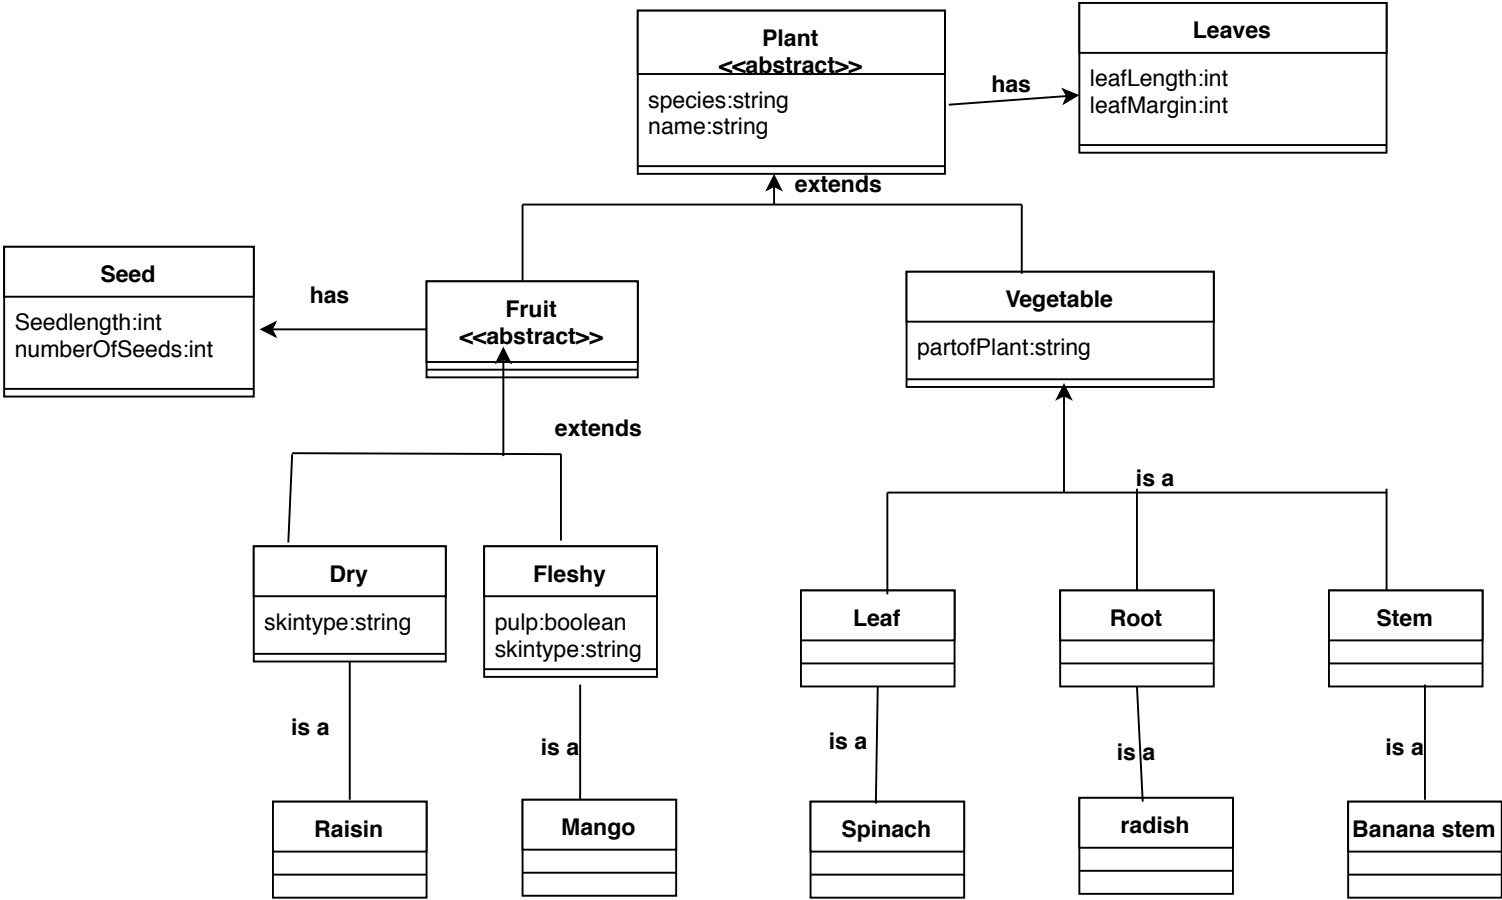 Plant
<<abstract>>
species:string
name:string
has
Leaves
leafLength:int
leafMargin:int
extends
Seed
Seedlength:int
numberOfSeeds:int
has
Fruit
<<abstract>>
Vegetable
partofPlant:string
extends
is a
Dry
skintype:string
Fleshy
pulp:boolean
skintype:string
Leaf
Root
Stem
is a
is a
is a
is a
is a
Raisin
Mango
Spinach
radish
Banana stem